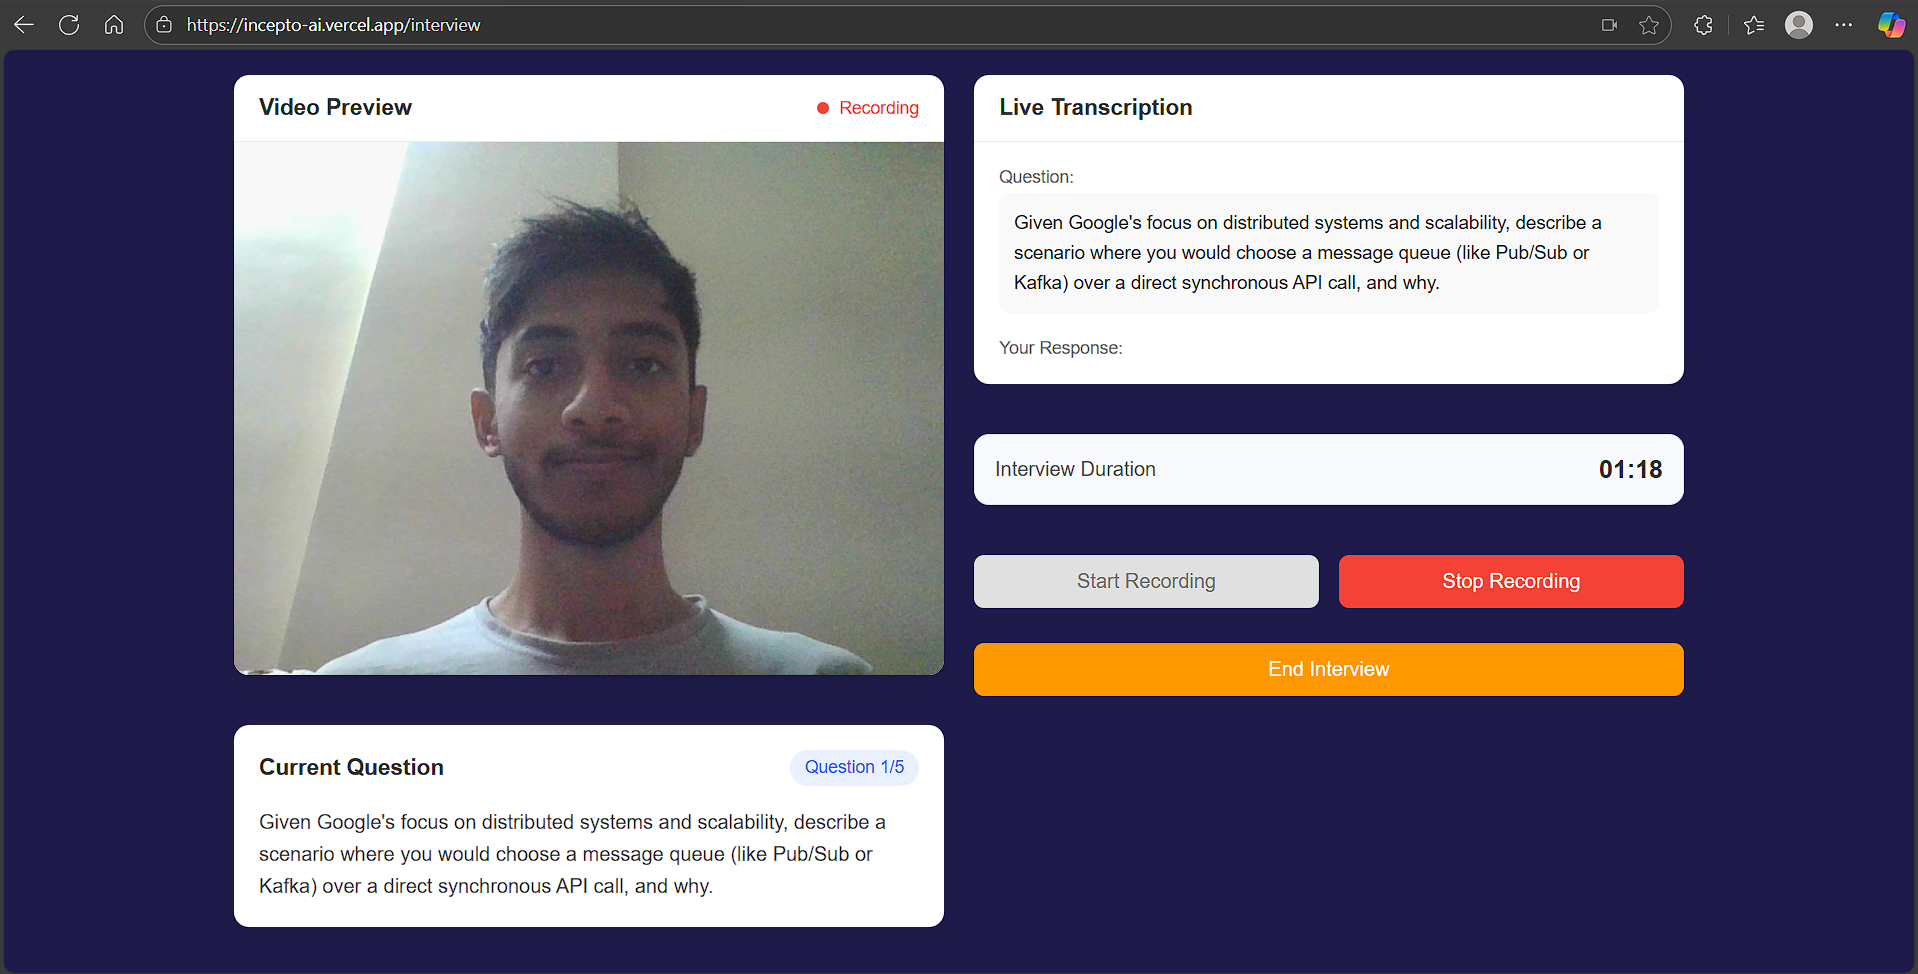 https://incepto-ai.vercel.app/interview
Video Preview
Recording
Live Transcription
Question:
Given Google's focus on distributed systems and scalability, describe a
scenario where you would choose a message queue (like Pub/Sub or
Kafka) over a direct synchronous API call, and why.
Your Response:
Interview Duration
01:18
Start Recording
Stop Recording
End Interview
Current Question
Question 1/5
Given Google's focus on distributed systems and scalability, describe a
scenario where you would choose a message queue (like Pub/Sub or
Kafka) over a direct synchronous API call, and why.